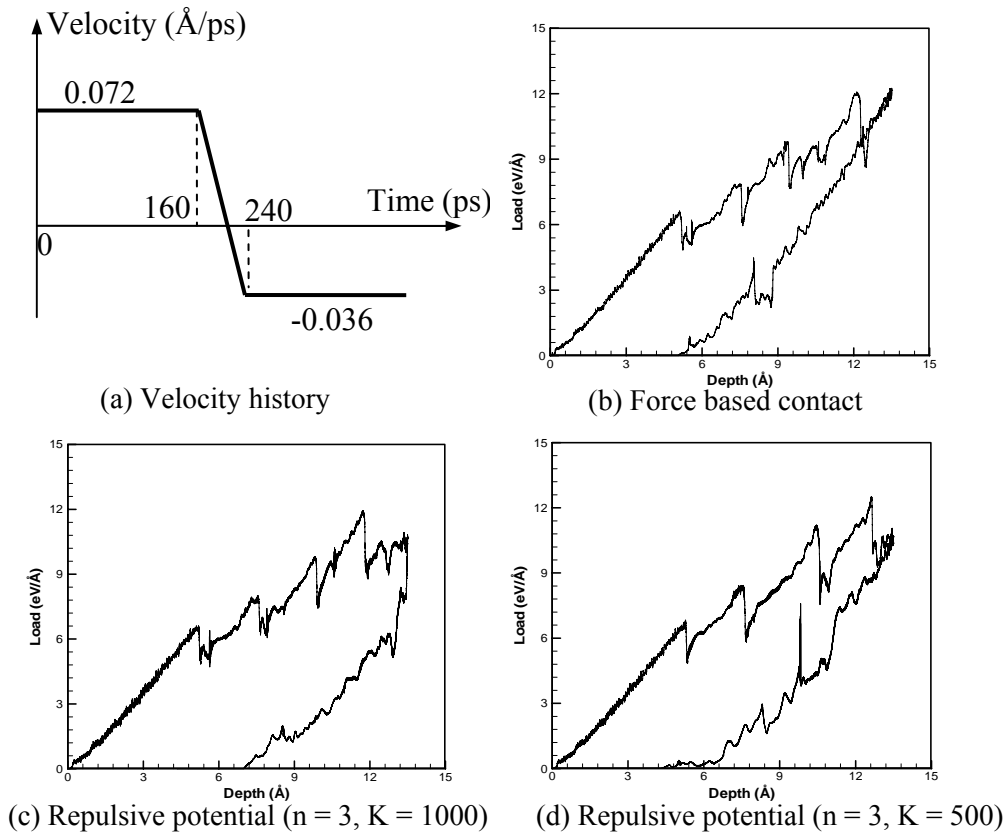 Velocity (Å/ps)
0.072
160
240
Time (ps)
0
-0.036
(a) Velocity history
15
12
9
6
3
0
Load (eV/Å)
0 3 6 9 12 15
Depth (Å)
(b) Force based contact
15
12
9
6
3
0
Load (eV/Å)
0 3 6 9 12 15
Depth (Å)
(c) Repulsive potential (n = 3, K = 1000)
15
12
9
6
3
0
Load (eV/Å)
0 3 6 9 12 15
Depth (Å)
(d) Repulsive potential (n = 3, K = 500)